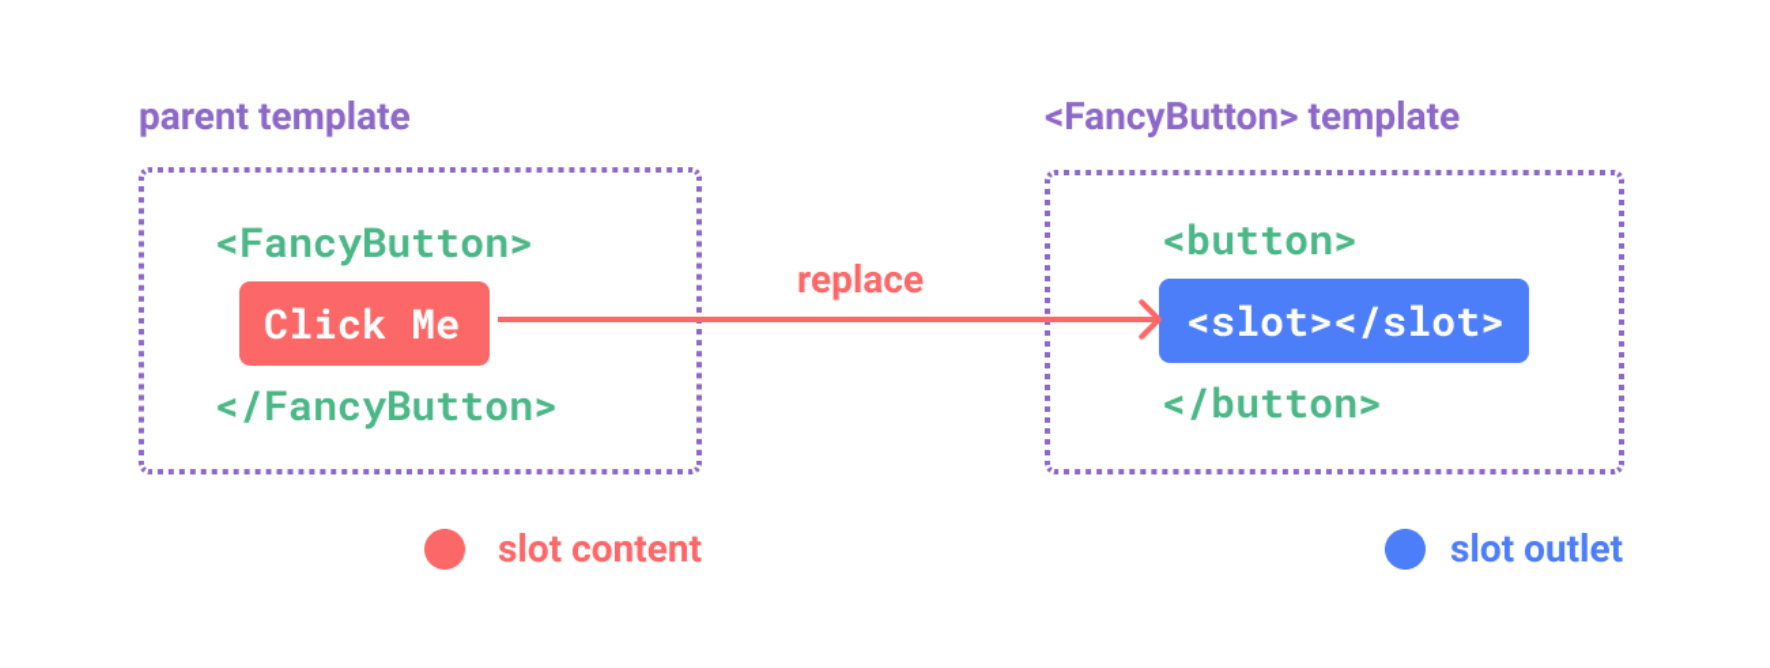 parent template
<FancyButton>
Click Me
</FancyButton>
slot content
replace
<FancyButton> template
<button>
<slot></slot>
</button>
slot outlet